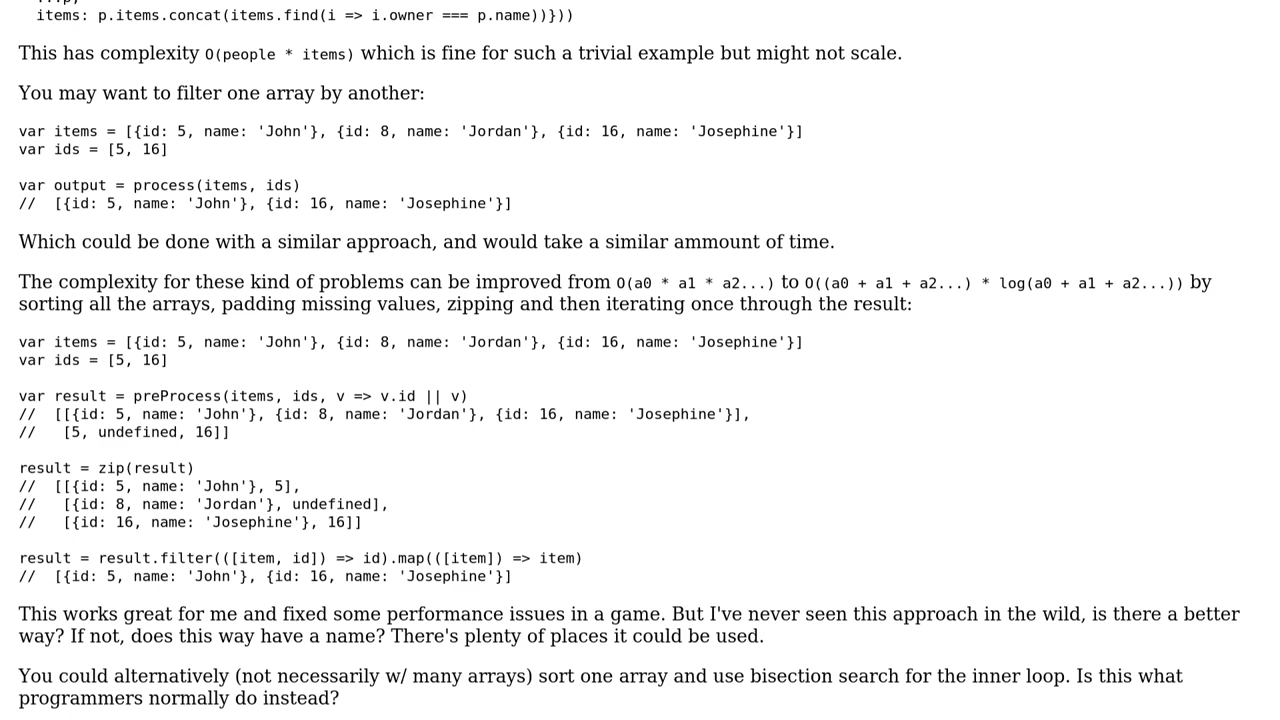 items: p.items.concat(items.find(i => i.owner === p.name))}))
This has complexity O(people * items) which is fine for such a trivial example but might not scale.
You may want to filter one array by another:
var items = [{id: 5, name: 'John'}, {id: 8, name: 'Jordan'}, {id: 16, name: 'Josephine'}]
var ids = [5, 16]
var output = process(items, ids)
//  [{id: 5, name: 'John'}, {id: 16, name: 'Josephine'}]
Which could be done with a similar approach, and would take a similar ammount of time.
The complexity for these kind of problems can be improved from O(a0 * a1 * a2...) to O((a0 + a1 + a2...) * log(a0 + a1 + a2...)) by
sorting all the arrays, padding missing values, zipping and then iterating once through the result:
var items = [{id: 5, name: 'John'}, {id: 8, name: 'Jordan'}, {id: 16, name: 'Josephine'}]
var ids = [5, 16]
var result = preProcess(items, ids, v => v.id || v)
//  [[{id: 5, name: 'John'}, {id: 8, name: 'Jordan'}, {id: 16, name: 'Josephine'}],
//   [5, undefined, 16]]
result = zip(result)
//  [[{id: 5, name: 'John'}, 5],
//   [{id: 8, name: 'Jordan'}, undefined],
//   [{id: 16, name: 'Josephine'}, 16]]
result = result.filter(([item, id]) => id).map(([item]) => item)
//  [{id: 5, name: 'John'}, {id: 16, name: 'Josephine'}]
This works great for me and fixed some performance issues in a game. But I've never seen this approach in the wild, is there a better
way? If not, does this way have a name? There's plenty of places it could be used.
You could alternatively (not necessarily w/ many arrays) sort one array and use bisection search for the inner loop. Is this what
programmers normally do instead?